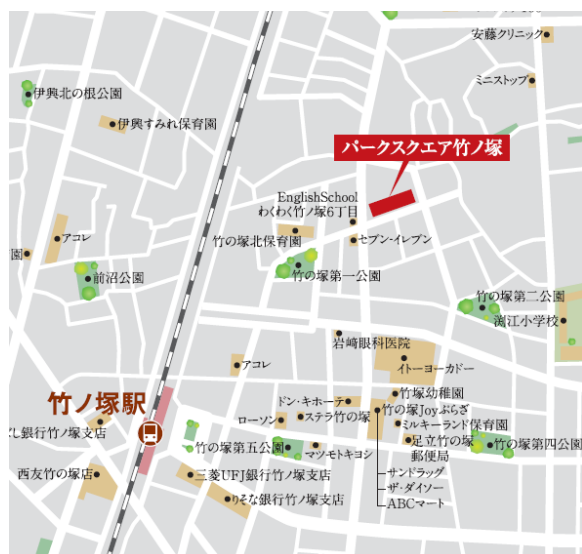 安藤クリニック
ミニストップ
伊興北の根公園
伊興すみれ保育園
パークスクエア竹ノ塚
EnglishSchool
わくわく竹ノ塚6丁目
アコレ
竹の塚北保育園
セブン-イレブン
園
前沼公園
竹の塚第一公園
竹の塚第二公園
渕江小学校
岩崎眼科医院
イトーヨーカドー
アコレ
竹塚幼稚園
竹ノ塚駅
ドン・キホーテ
竹の塚Joyぷらざ
ローソン
ステラ竹の塚
ミルキーランド保育園
し銀行竹ノ塚支店
足立竹の塚
郵便局
竹の塚第五公園
マツモトキヨシ
竹の塚第四公園
西友竹の塚店
三菱UFJ銀行竹ノ塚支店
サンドラッグ
ザ・ダイソー
りそな銀行竹ノ塚支店
ABCマート